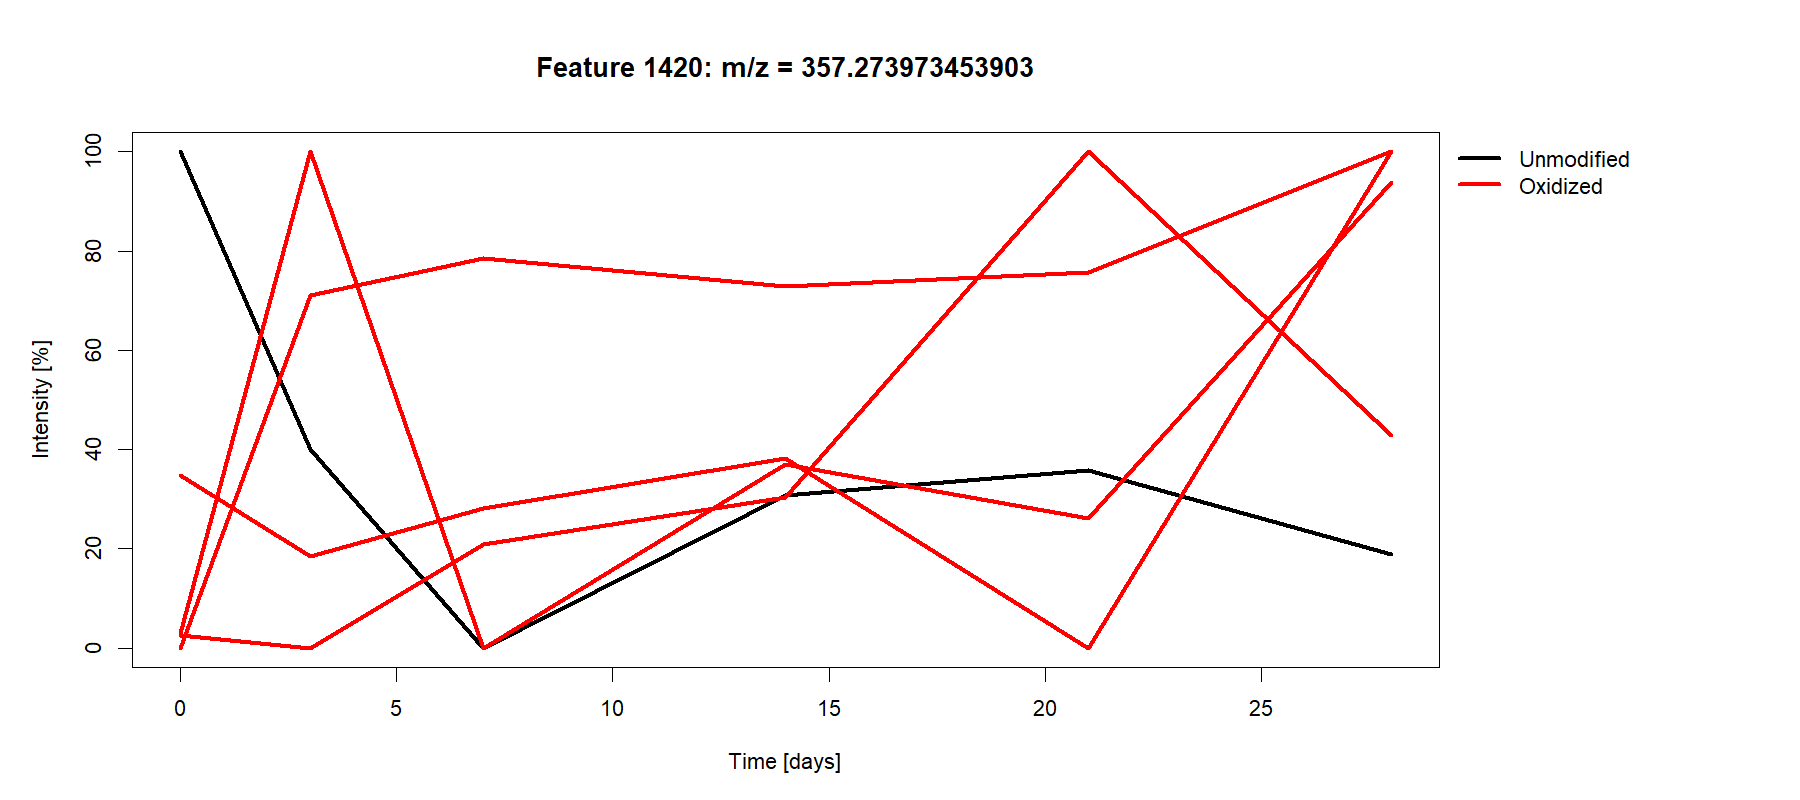 Feature 1420: m/z = 357.273973453903
Unmodified
Oxidized
Intensity [%]
100
80
60
40
20
0
0 5 10 15 20 25
Time [days]